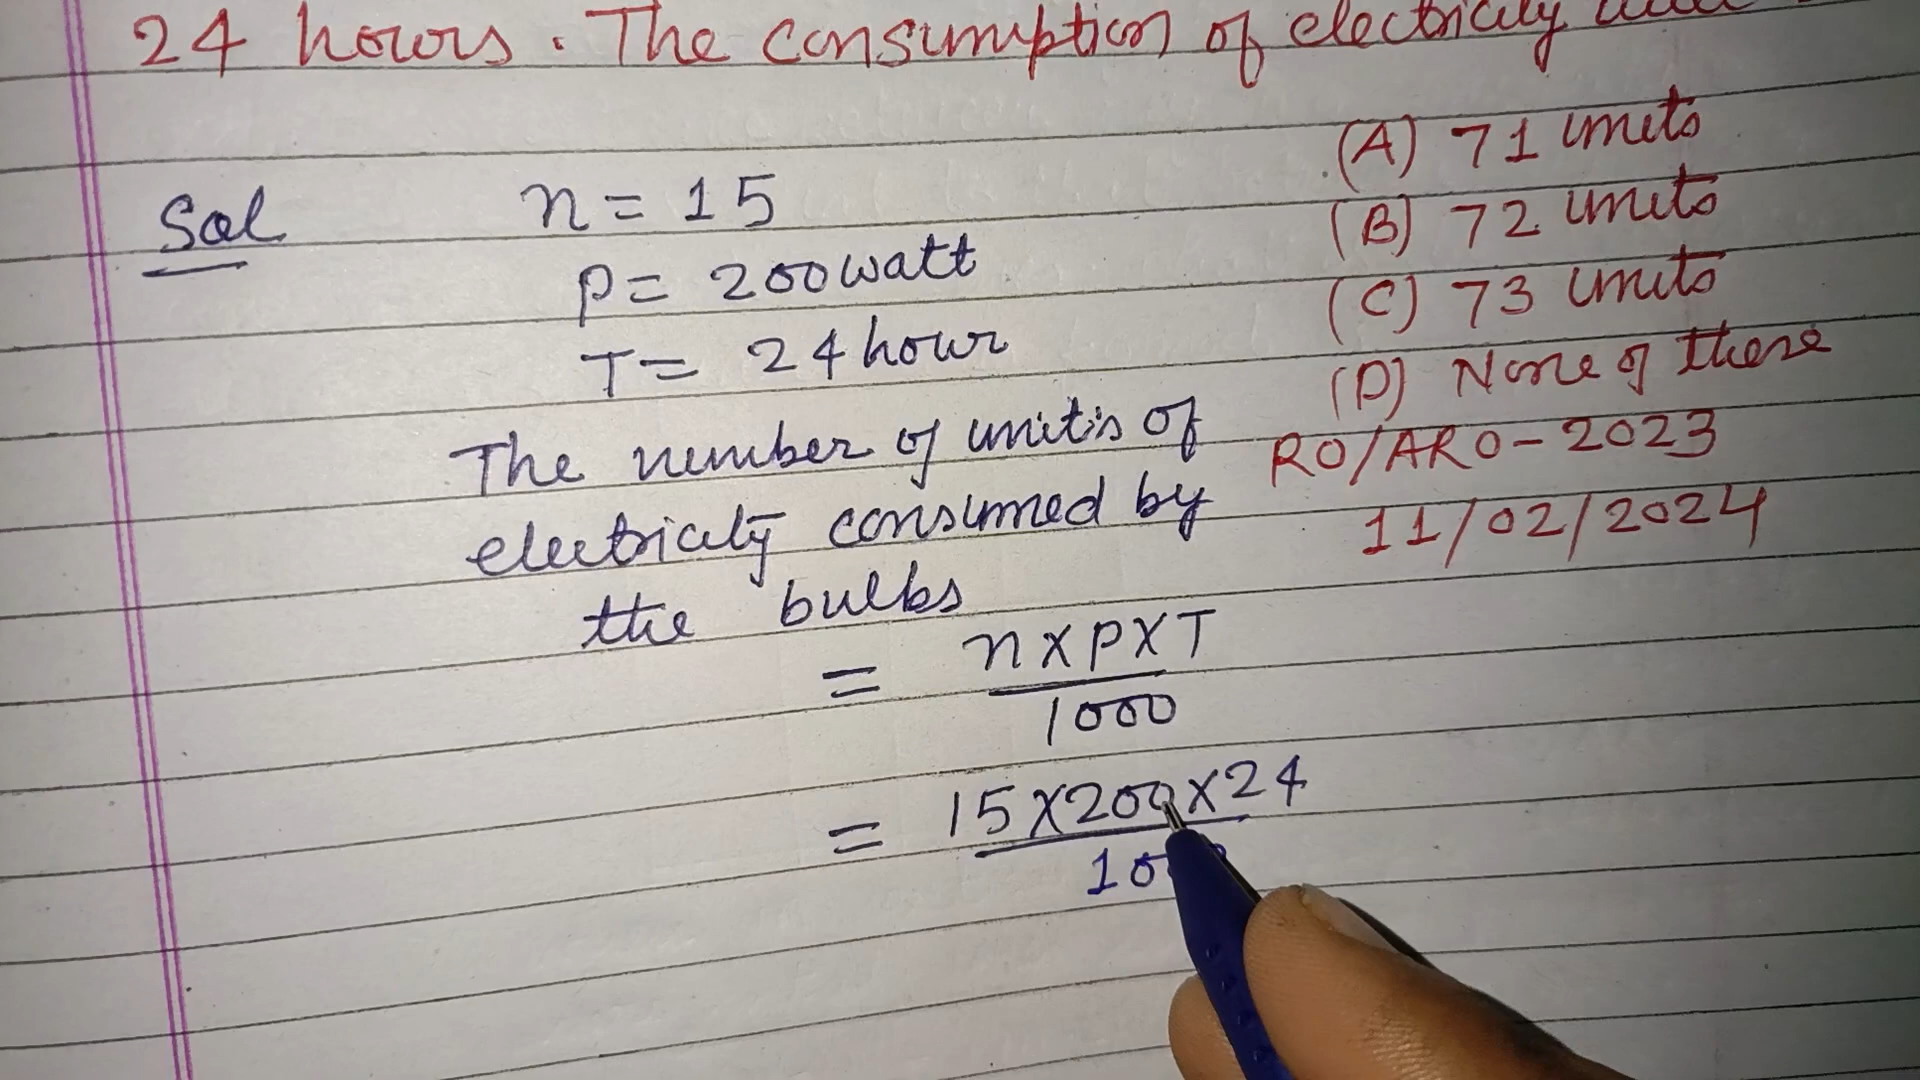 24 hours. The consumption of electricity
Sol
n = 15
P = 200 watt
T = 24 hour
The number of units of
electricity consumed by
the bulbs
= n x P x T
1000
= 15 x 200 x 24
(A) 71 units
(B) 72 units
(C) 73 units
(D) None of these
RO/ARO-2023
11/02/2024